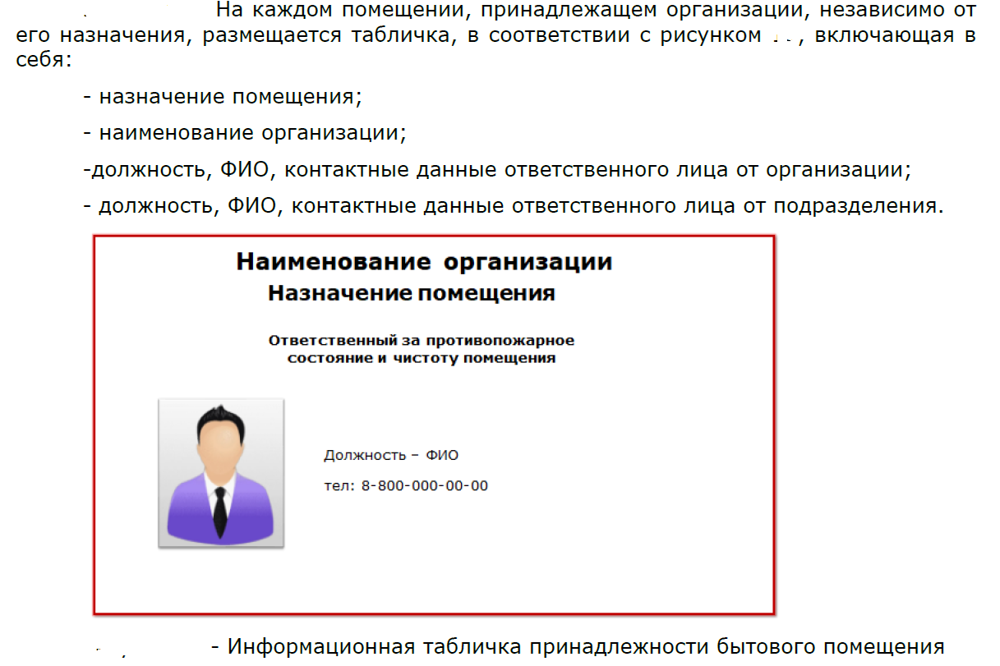 На каждом помещении, принадлежащем организации, независимо от
его назначения, размещается табличка, в соответствии с рисунком , включающая в
себя:
- назначение помещения;
- наименование организации;
-должность, ФИО, контактные данные ответственного лица от организации;
- должность, ФИО, контактные данные ответственного лица от подразделения.
Наименование организации
Назначение помещения
Ответственный за противопожарное
состояние и чистоту помещения
Должность – ФИО
тел: 8-800-000-00-00
- Информационная табличка принадлежности бытового помещения